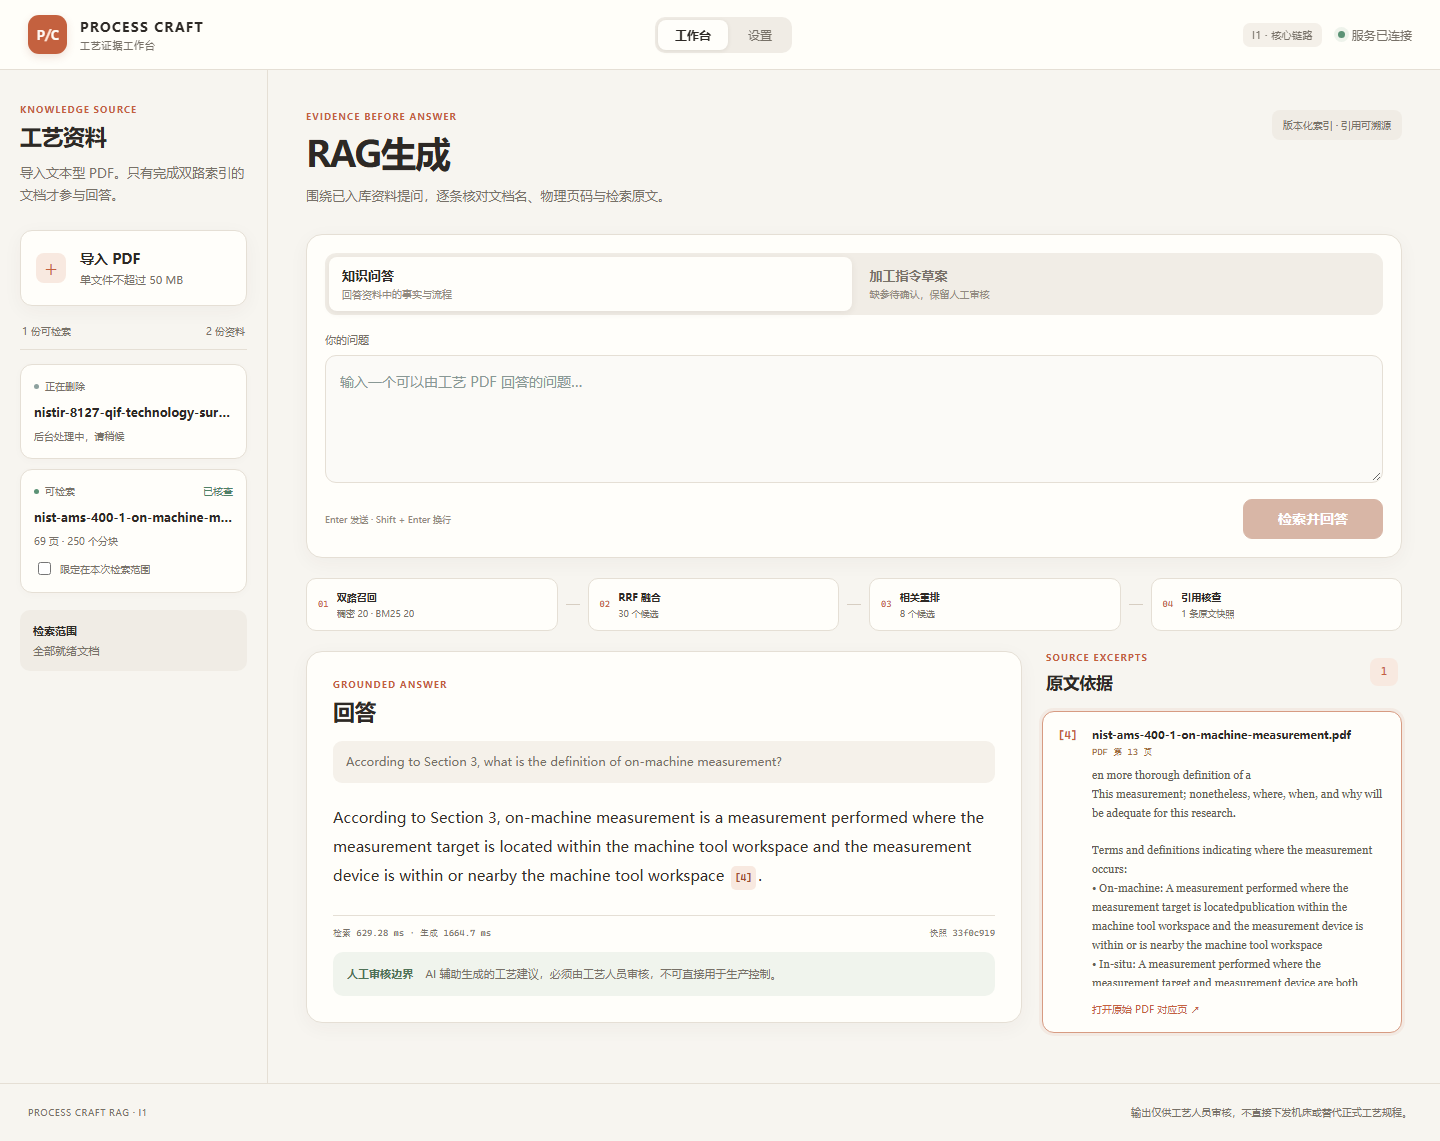 P/C
PROCESS CRAFT
工艺证据工作台
工作台
设置
I1 · 核心链路
服务已连接
KNOWLEDGE SOURCE
工艺资料
导入文本型 PDF。只有完成双路索引的
文档才参与回答。
+
导入 PDF
单文件不超过 50 MB
1 份可检索
2 份资料
正在删除
nistir-8127-qif-technology-sur...
后台处理中，请稍候
可检索
已核查
nist-ams-400-1-on-machine-m...
69 页 · 250 个分块
限定在本次检索范围
检索范围
全部就绪文档
EVIDENCE BEFORE ANSWER
RAG生成
围绕已入库资料提问，逐条核对文档名、物理页码与检索原文。
版本化索引 · 引用可溯源
知识问答
回答资料中的事实与流程
加工指令草案
缺参待确认，保留人工审核
你的问题
输入一个可以由工艺 PDF 回答的问题...
Enter 发送 · Shift + Enter 换行
检索并回答
01
双路召回
稠密 20 · BM25 20
02
RRF 融合
30 个候选
03
相关重排
8 个候选
04
引用核查
1 条原文快照
GROUNDED ANSWER
回答
According to Section 3, what is the definition of on-machine measurement?
According to Section 3, on-machine measurement is a measurement performed where the
measurement target is located within the machine tool workspace and the measurement
device is within or nearby the machine tool workspace [4] .
检索 629.28 ms · 生成 1664.7 ms
快照 33f0c919
人工审核边界 AI 辅助生成的工艺建议，必须由工艺人员审核，不可直接用于生产控制。
SOURCE EXCERPTS
原文依据
1
[4]
nist-ams-400-1-on-machine-measurement.pdf
PDF 第 13 页
en more thorough definition of a
This measurement; nonetheless, where, when, and why will
be adequate for this research.
Terms and definitions indicating where the measurement
occurs:
• On-machine: A measurement performed where the
measurement target is locatedpublication within the
machine tool workspace and the measurement device is
within or is nearby the machine tool workspace
• In-situ: A measurement performed where the
measurement target and measurement device are both
打开原始 PDF 对应页 ↗
PROCESS CRAFT RAG · I1
输出仅供工艺人员审核，不直接下发机床或替代正式工艺规程。